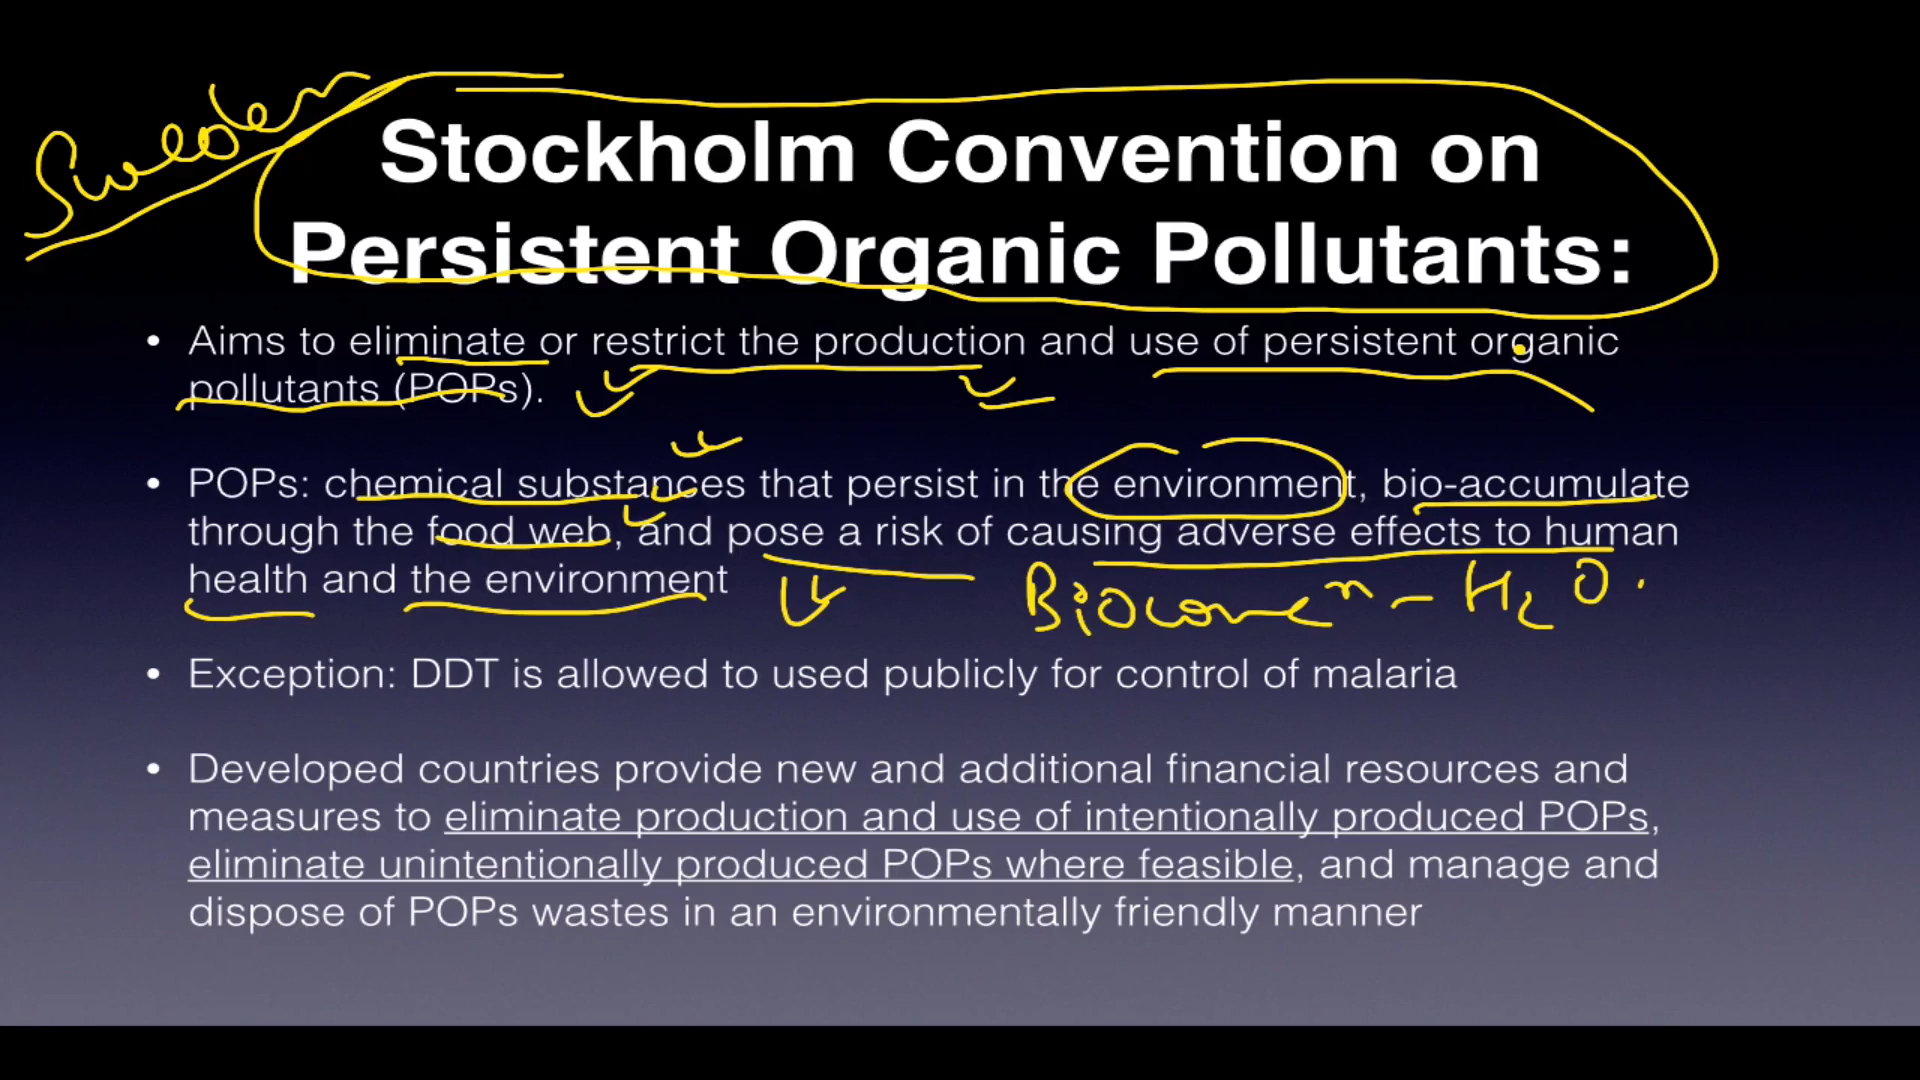 Sweden
Stockholm Convention on
Persistent Organic Pollutants:
• Aims to eliminate or restrict the production and use of persistent organic
pollutants (POPs).
• POPs: chemical substances that persist in the environment, bio-accumulate
through the food web, and pose a risk of causing adverse effects to human
health and the environment
– H₂O.
• Exception: DDT is allowed to used publicly for control of malaria
• Developed countries provide new and additional financial resources and
measures to eliminate production and use of intentionally produced POPs,
eliminate unintentionally produced POPs where feasible, and manage and
dispose of POPs wastes in an environmentally friendly manner